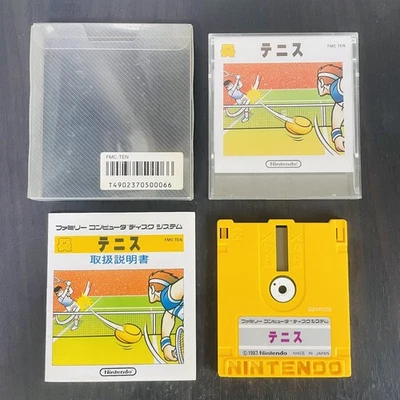 FMC-TEN
T4902370500066
テニス
FMC TEN
Nintendo
ファミリー コンピュータ ディスク システム
テニス
FMC TEN
取扱説明書
Nintendo
ファミリー コンピュータ ディスクシステム
テニス
©1987 Nintendo
MADE IN JAPAN
NINTENDO